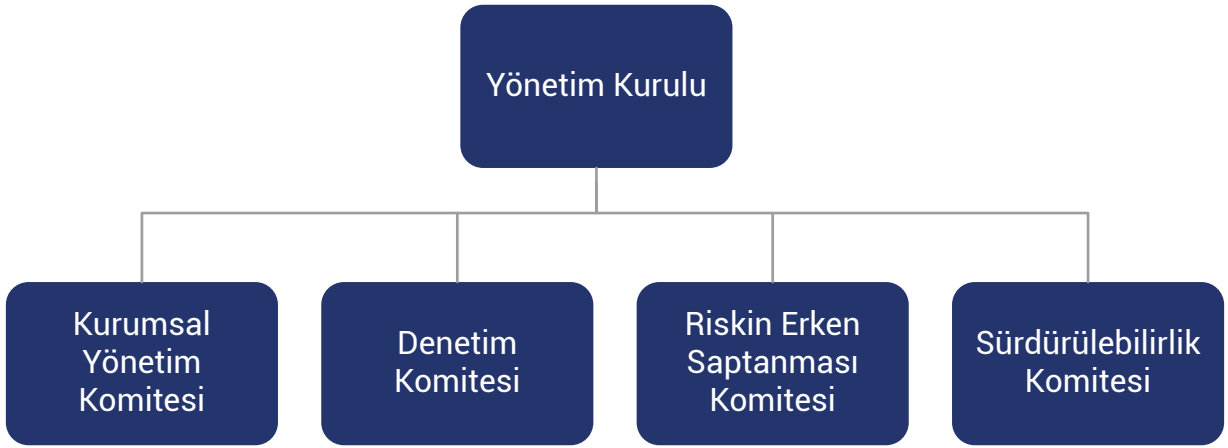 Yönetim Kurulu
Kurumsal
Yönetim
Komitesi
Denetim
Komitesi
Riskin Erken
Saptanması
Komitesi
Sürdürülebilirlik
Komitesi